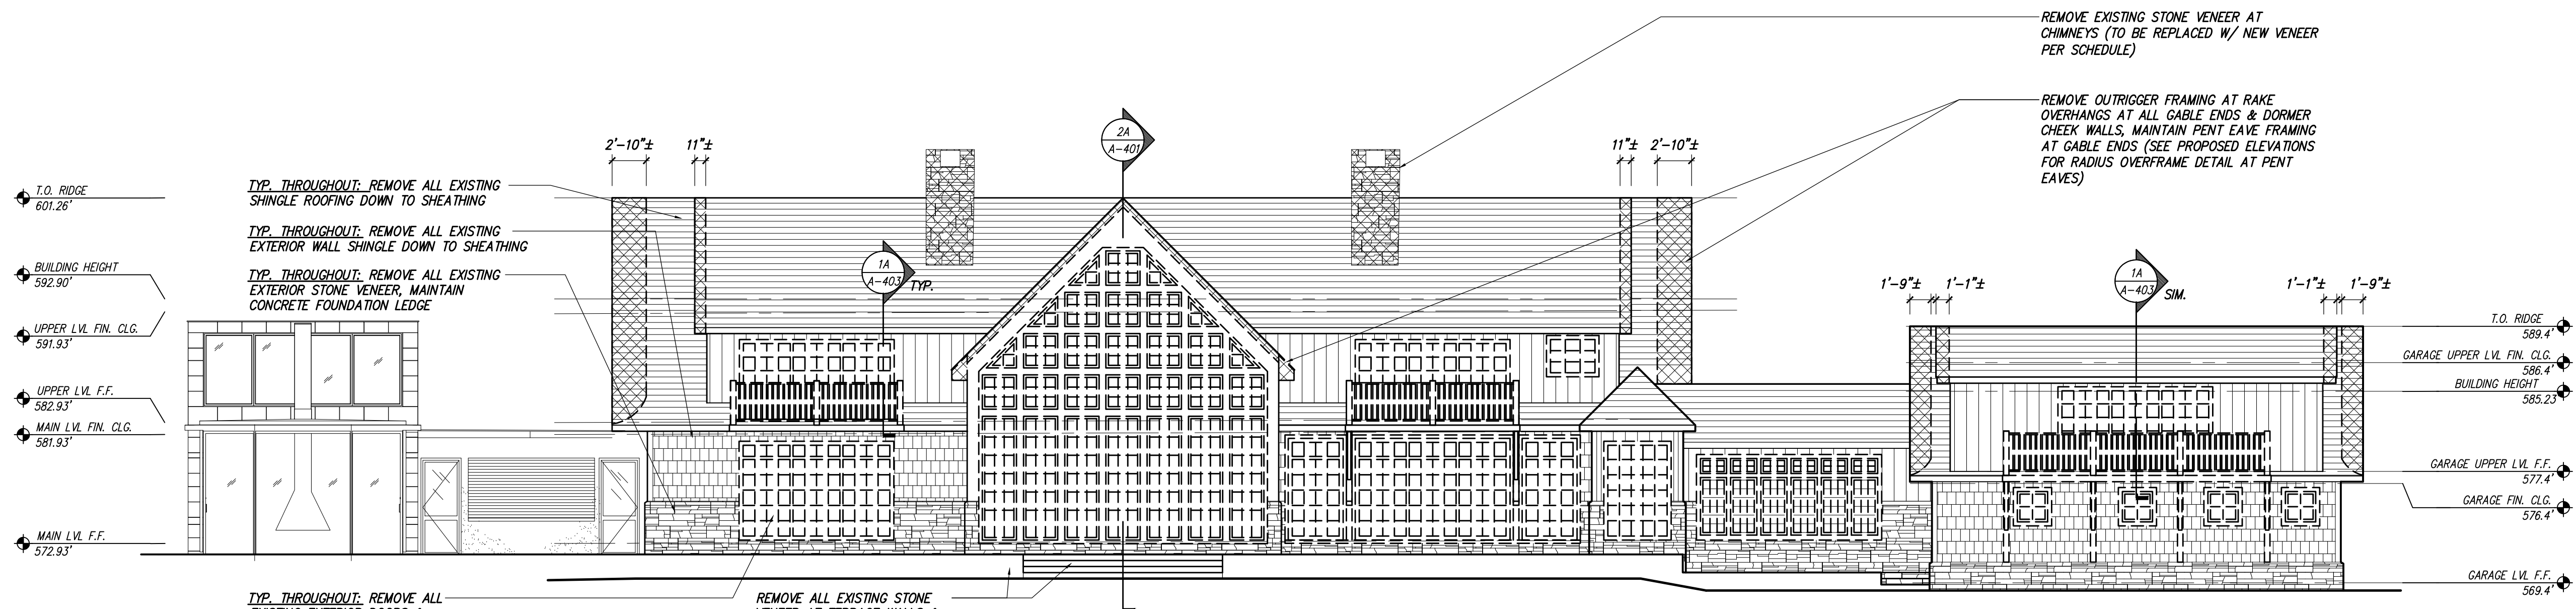 REMOVE EXISTING STONE VENEER AT
CHIMNEYS (TO BE REPLACED W/ NEW VENEER
PER SCHEDULE)
REMOVE OUTRIGGER FRAMING AT RAKE
OVERHANGS AT ALL GABLE ENDS & DORMER
CHEEK WALLS, MAINTAIN PENT EAVE FRAMING
AT GABLE ENDS (SEE PROPOSED ELEVATIONS
FOR RADIUS OVERFRAME DETAIL AT PENT
EAVES)
2A
A-401
2'-10"±
11"±
11"±
2'-10"±
T.O. RIDGE
601.26'
TYP. THROUGHOUT: REMOVE ALL EXISTING
SHINGLE ROOFING DOWN TO SHEATHING
TYP. THROUGHOUT: REMOVE ALL EXISTING
EXTERIOR WALL SHINGLE DOWN TO SHEATHING
TYP. THROUGHOUT: REMOVE ALL EXISTING
EXTERIOR STONE VENEER, MAINTAIN
CONCRETE FOUNDATION LEDGE
1A
A-403
TYP.
1A
A-403
SIM.
1'-9"±
1'-1"±
1'-1"±
1'-9"±
BUILDING HEIGHT
592.90'
UPPER LVL FIN. CLG.
591.93'
UPPER LVL F.F.
582.93'
MAIN LVL FIN. CLG.
581.93'
MAIN LVL F.F.
572.93'
T.O. RIDGE
589.4'
GARAGE UPPER LVL FIN. CLG.
586.4'
BUILDING HEIGHT
585.23'
GARAGE UPPER LVL F.F.
577.4'
GARAGE FIN. CLG.
576.4'
GARAGE LVL F.F.
569.4'
TYP. THROUGHOUT: REMOVE ALL
REMOVE ALL EXISTING STONE